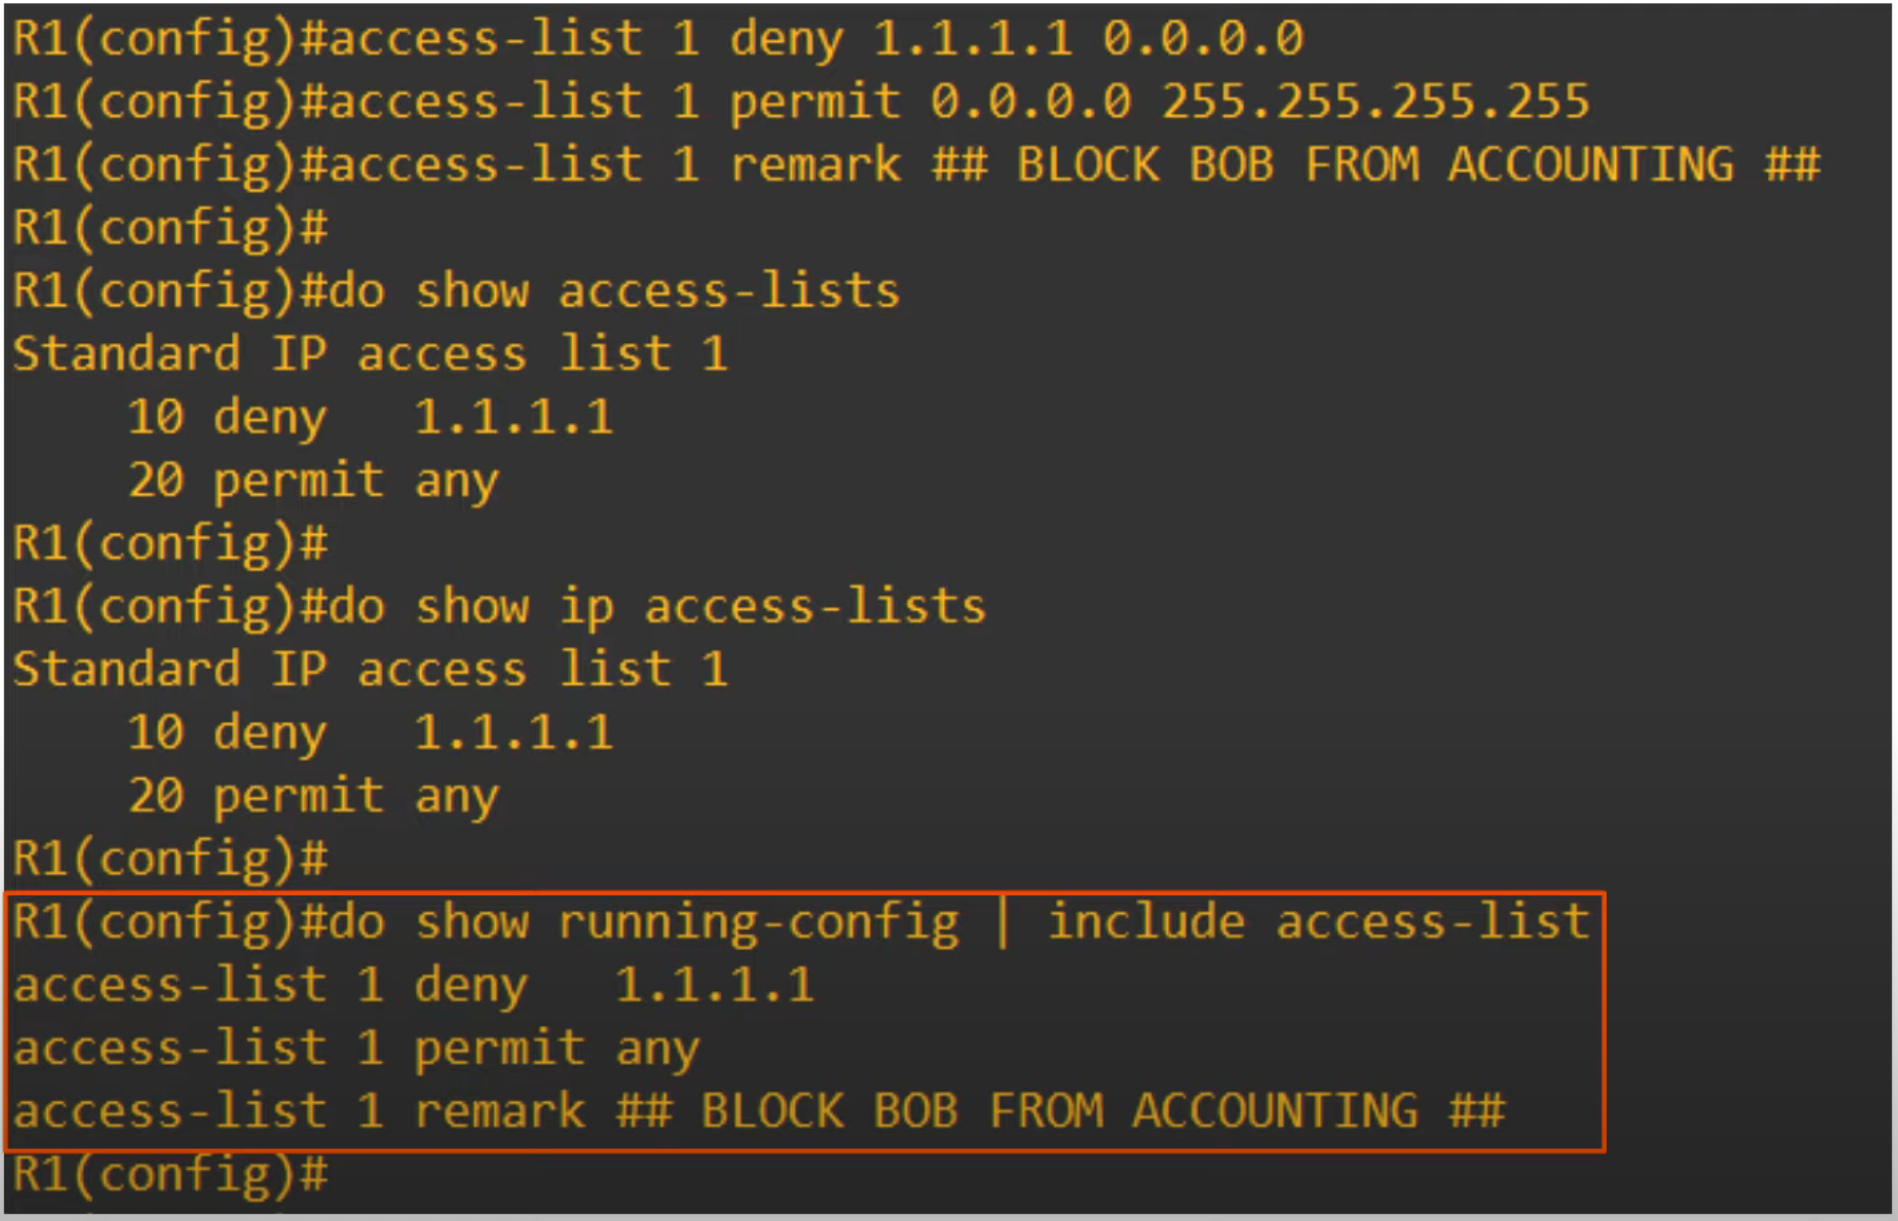 R1(config)#access-list 1 deny 1.1.1.1 0.0.0.0
R1(config)#access-list 1 permit 0.0.0.0 255.255.255.255
R1(config)#access-list 1 remark ## BLOCK BOB FROM ACCOUNTING ##
R1(config)#
R1(config)#do show access-lists
Standard IP access list 1
    10 deny   1.1.1.1
    20 permit any
R1(config)#
R1(config)#do show ip access-lists
Standard IP access list 1
    10 deny   1.1.1.1
    20 permit any
R1(config)#
R1(config)#do show running-config | include access-list
access-list 1 deny   1.1.1.1
access-list 1 permit any
access-list 1 remark ## BLOCK BOB FROM ACCOUNTING ##
R1(config)#